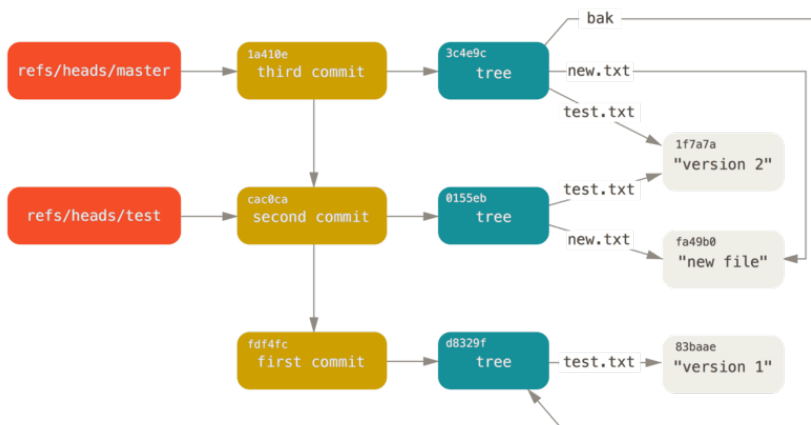 bak
1a410e
3c4e9c
refs/heads/master
third commit
tree
new.txt
test.txt
1f7a7a
"version 2"
cac0ca
0155eb
test.txt
refs/heads/test
second commit
tree
new.txt
fa49b0
"new file"
fdf4fc
d8329f
83baae
first commit
tree
test.txt
"version 1"